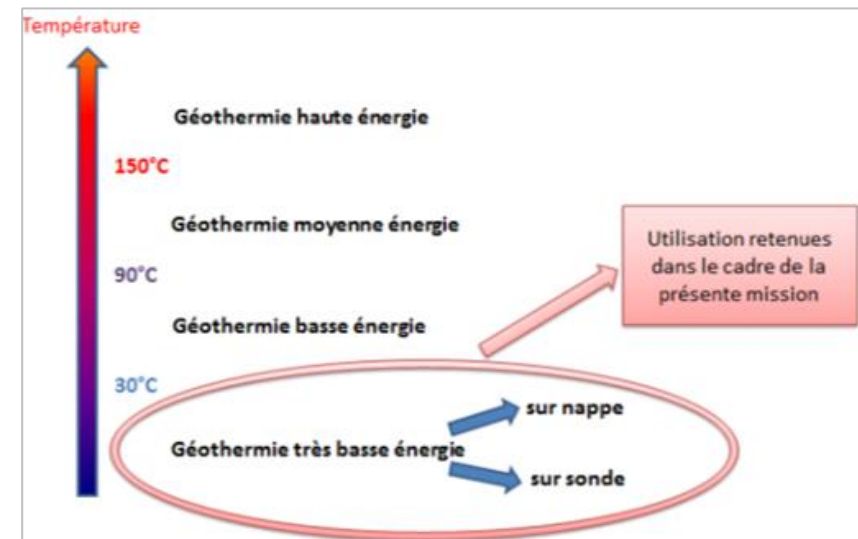 Température
Géothermie haute énergie
150°C
Géothermie moyenne énergie
Utilisation retenues
dans le cadre de la
présente mission
90°C
Géothermie basse énergie
30°C
sur nappe
Géothermie très basse énergie
sur sonde